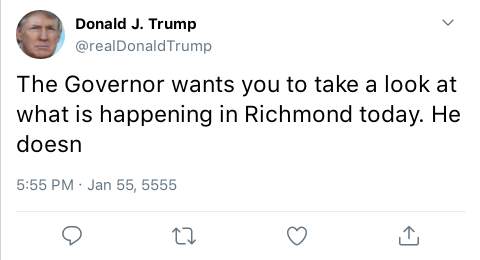 Donald J. Trump
@realDonaldTrump
The Governor wants you to take a look at
what is happening in Richmond today. He
doesn
5:55 PM · Jan 55, 5555